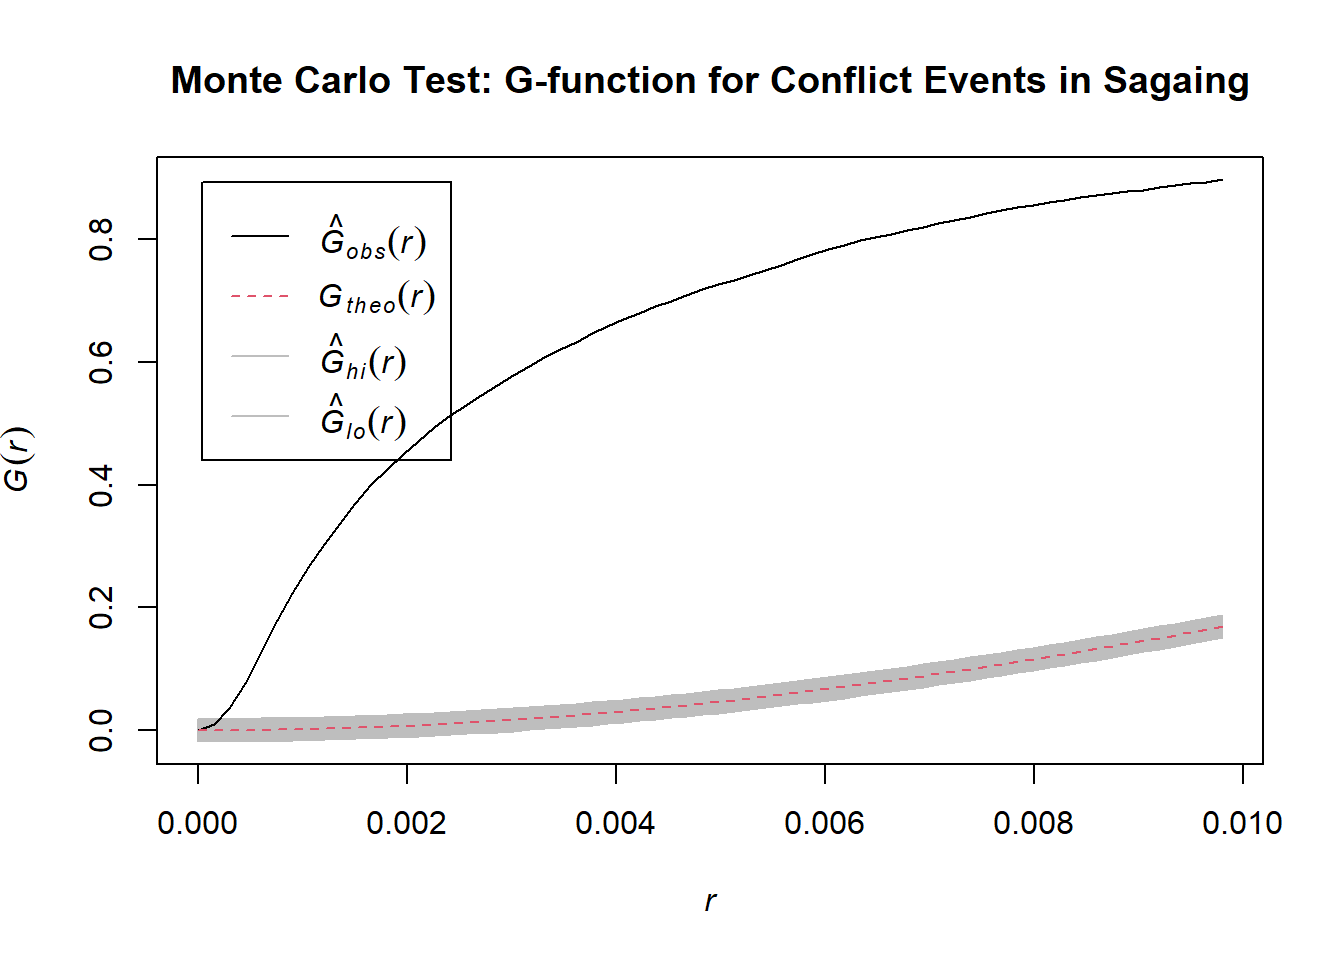 Monte Carlo Test: G-function for Conflict Events in Sagaing
Ĝobs(r)
Gtheo(r)
Ĝhi(r)
Ĝlo(r)
G(r)
0.8
0.6
0.4
0.2
0.0
0.000 0.002 0.004 0.006 0.008 0.010
r